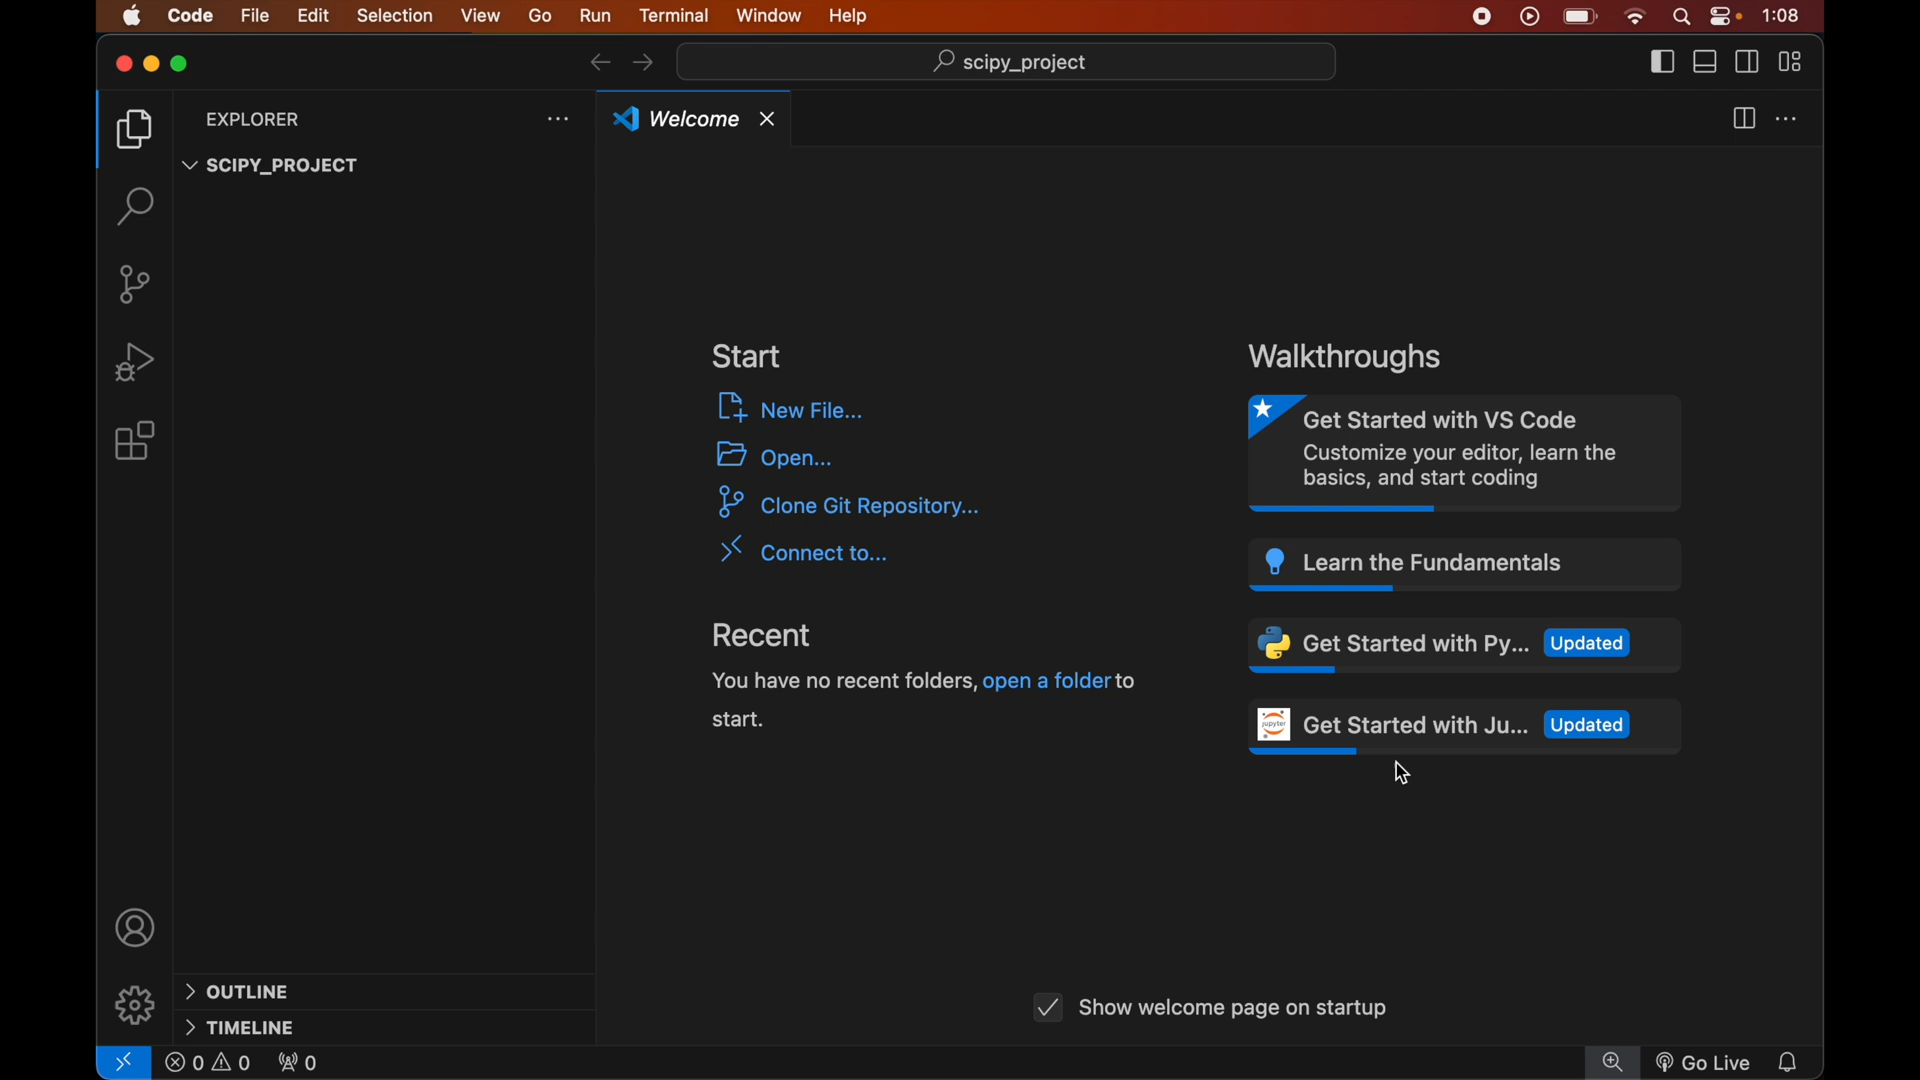 Code File Edit Selection View Go Run Terminal Window Help 1:08
scipy_project
EXPLORER
Welcome
SCIPY_PROJECT
Start
New File...
Open...
Clone Git Repository...
Connect to...
Recent
You have no recent folders, open a folder to
start.
Walkthroughs
Get Started with VS Code
Customize your editor, learn the
basics, and start coding
Learn the Fundamentals
Get Started with Py... Updated
jupyter Get Started with Ju... Updated
Show welcome page on startup
OUTLINE
TIMELINE
0 0 0 Go Live